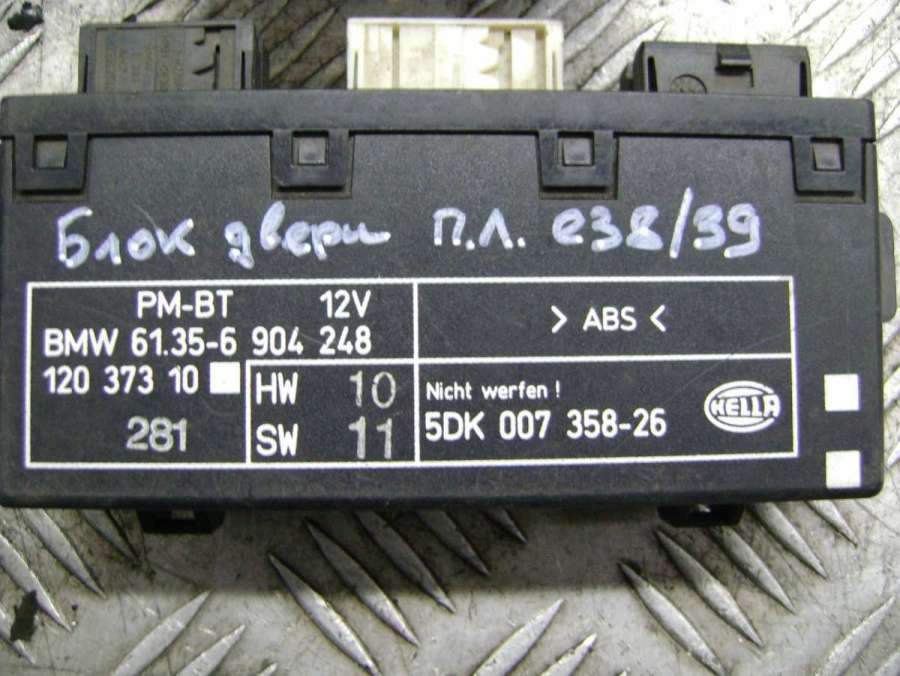 Блок двери п.л. e38/39
PM-BT 12V
BMW 61.35-6 904 248
120 373 10
281
HW 10
SW 11
> ABS <
Nicht werfen !
5DK 007 358-26
HELLA